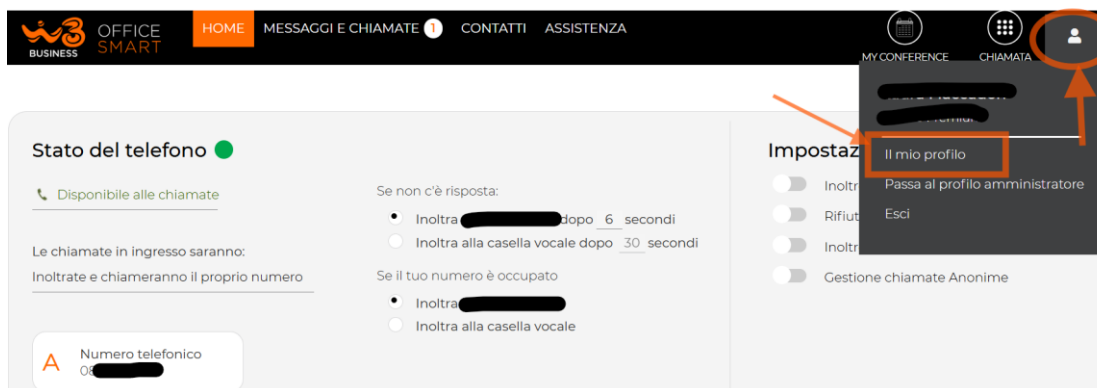 W3 BUSINESS
OFFICE SMART
HOME
MESSAGGI E CHIAMATE 1
CONTATTI
ASSISTENZA
MY CONFERENCE
CHIAMATA
Il mio profilo
Passa al profilo amministratore
Esci
Stato del telefono
Disponibile alle chiamate
Le chiamate in ingresso saranno:
Inoltrate e chiameranno il proprio numero
A
Numero telefonico
08
Se non c'è risposta:
Inoltra dopo 6 secondi
Inoltra alla casella vocale dopo 30 secondi
Se il tuo numero è occupato
Inoltra
Inoltra alla casella vocale
Impostaz
Inoltr
Rifiut
Inoltr
Gestione chiamate Anonime